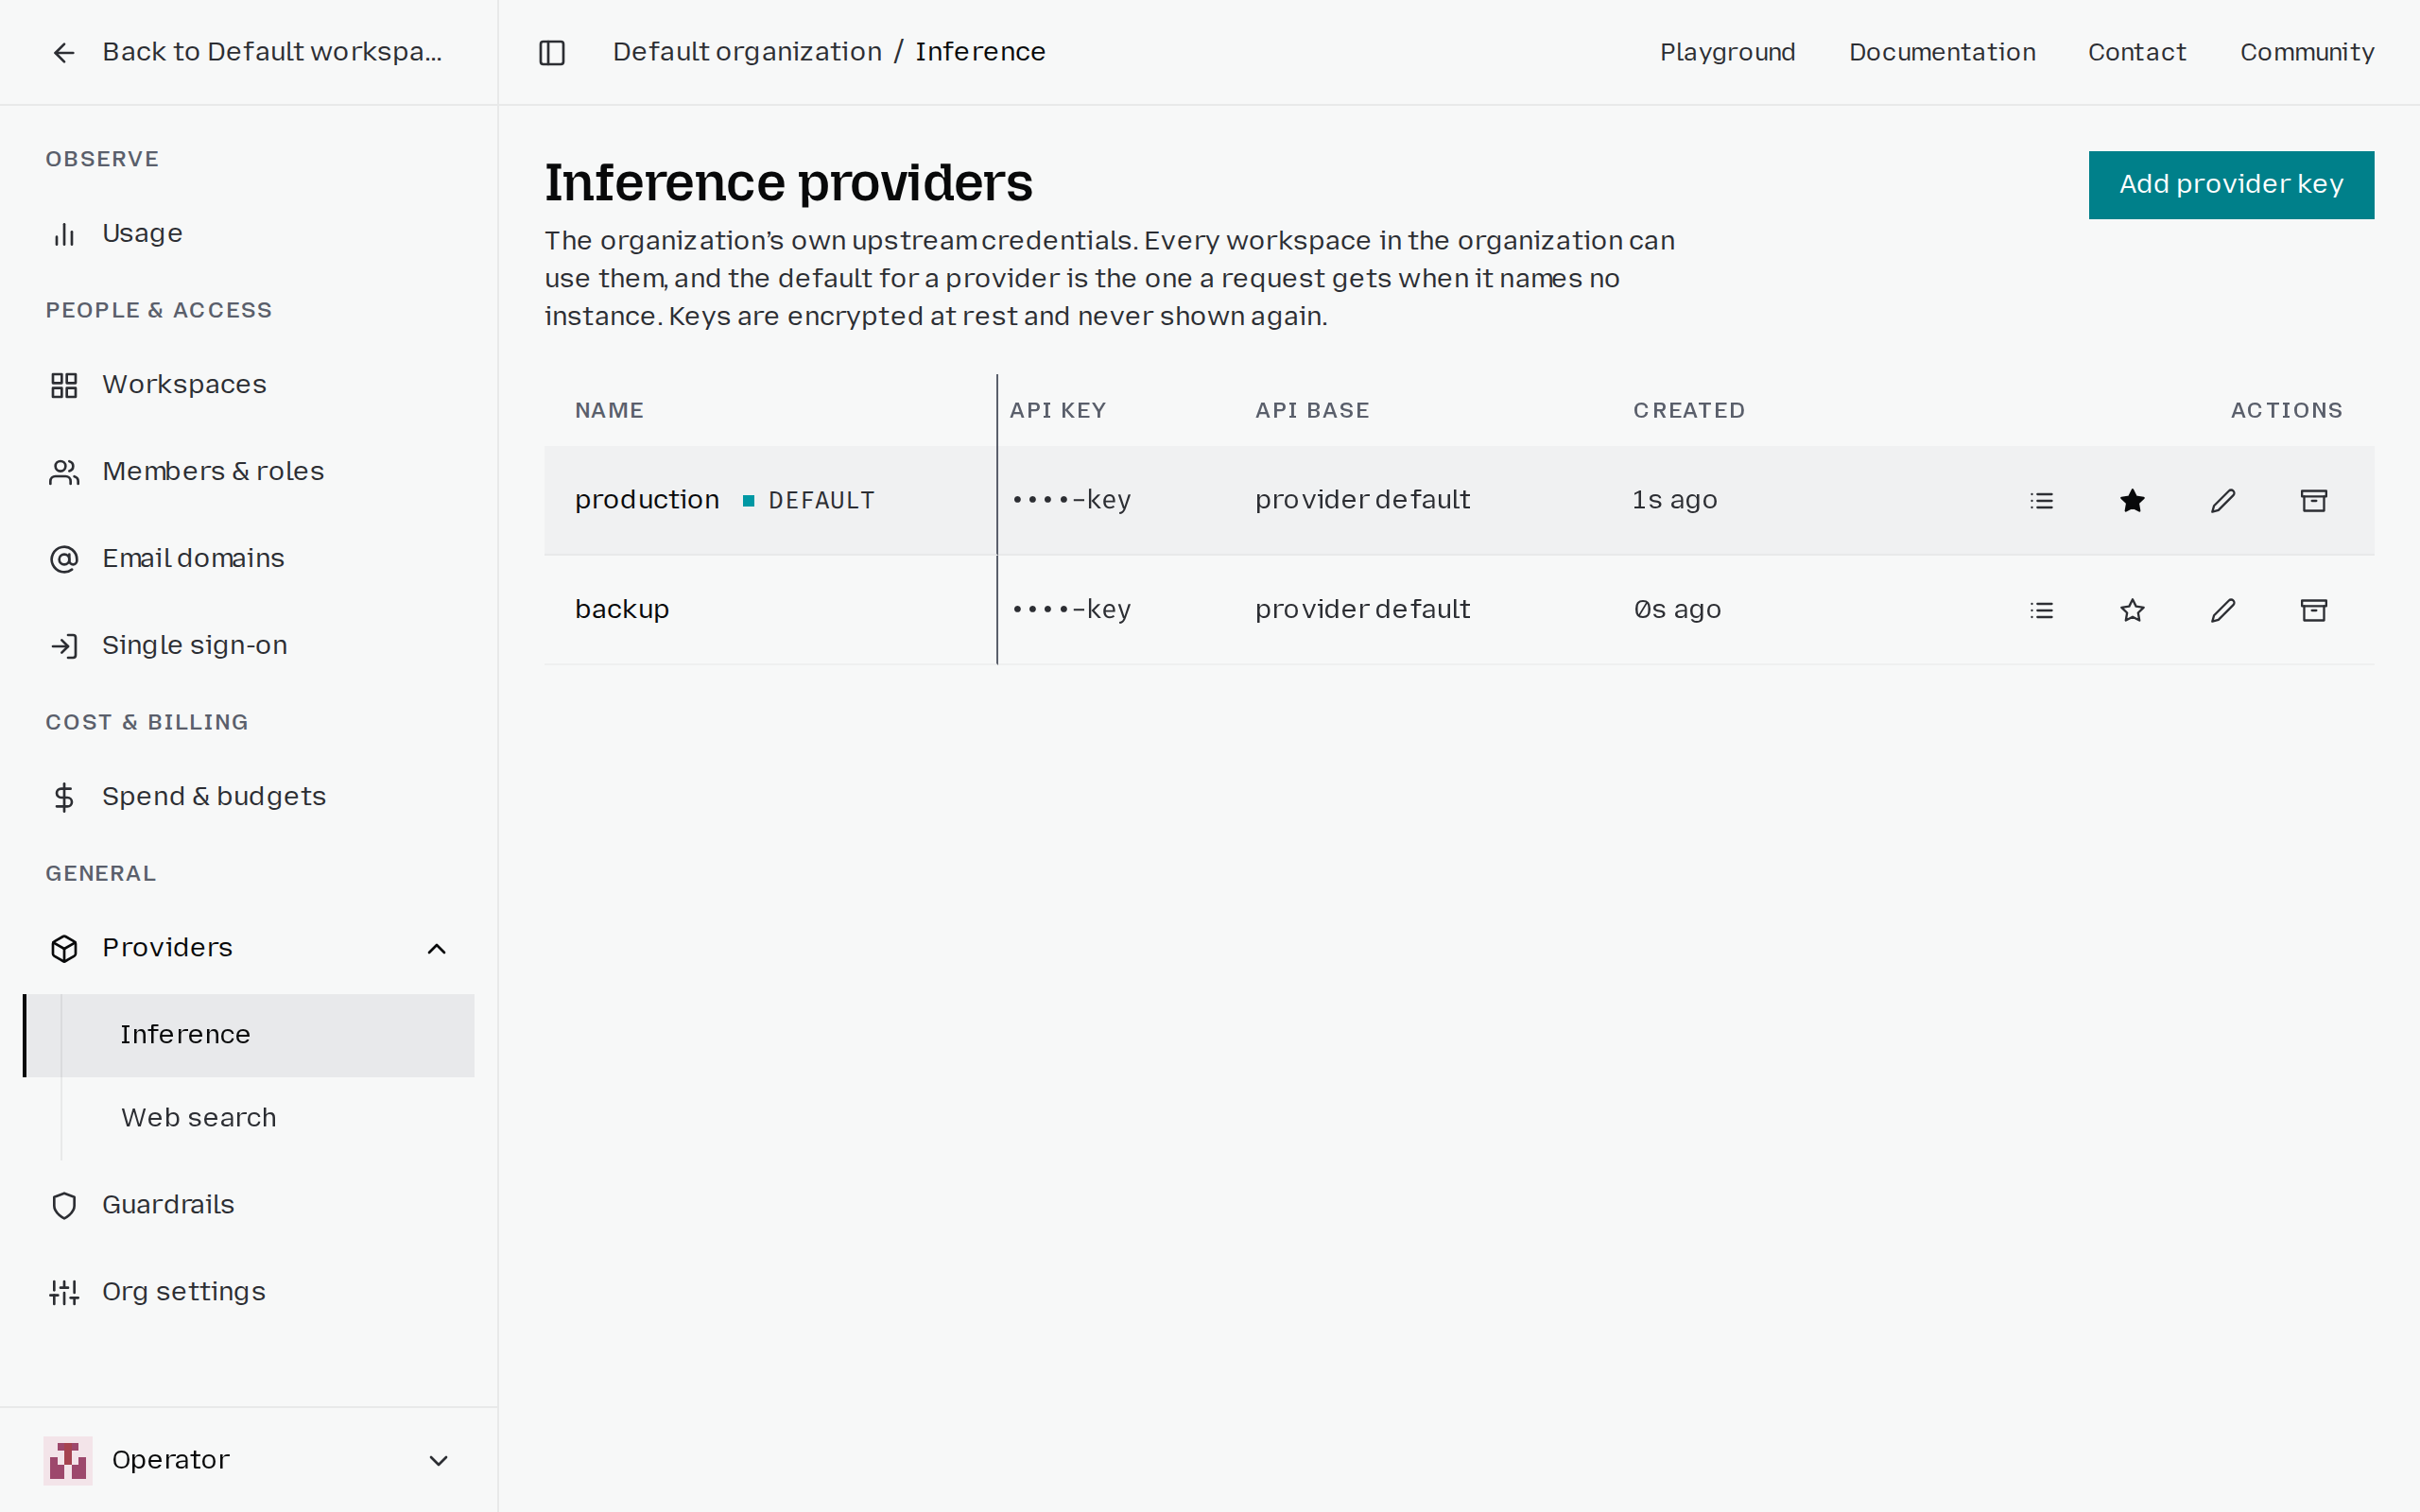 Back to Default workspa...
Default organization / Inference
Playground
Documentation
Contact
Community
OBSERVE
Usage
PEOPLE & ACCESS
Workspaces
Members & roles
Email domains
Single sign-on
COST & BILLING
Spend & budgets
GENERAL
Providers
Inference
Web search
Guardrails
Org settings
Operator
Inference providers
Add provider key
The organization's own upstream credentials. Every workspace in the organization can
use them, and the default for a provider is the one a request gets when it names no
instance. Keys are encrypted at rest and never shown again.
NAME API KEY API BASE CREATED ACTIONS
production DEFAULT ••••-key provider default 1s ago
backup ••••-key provider default 0s ago